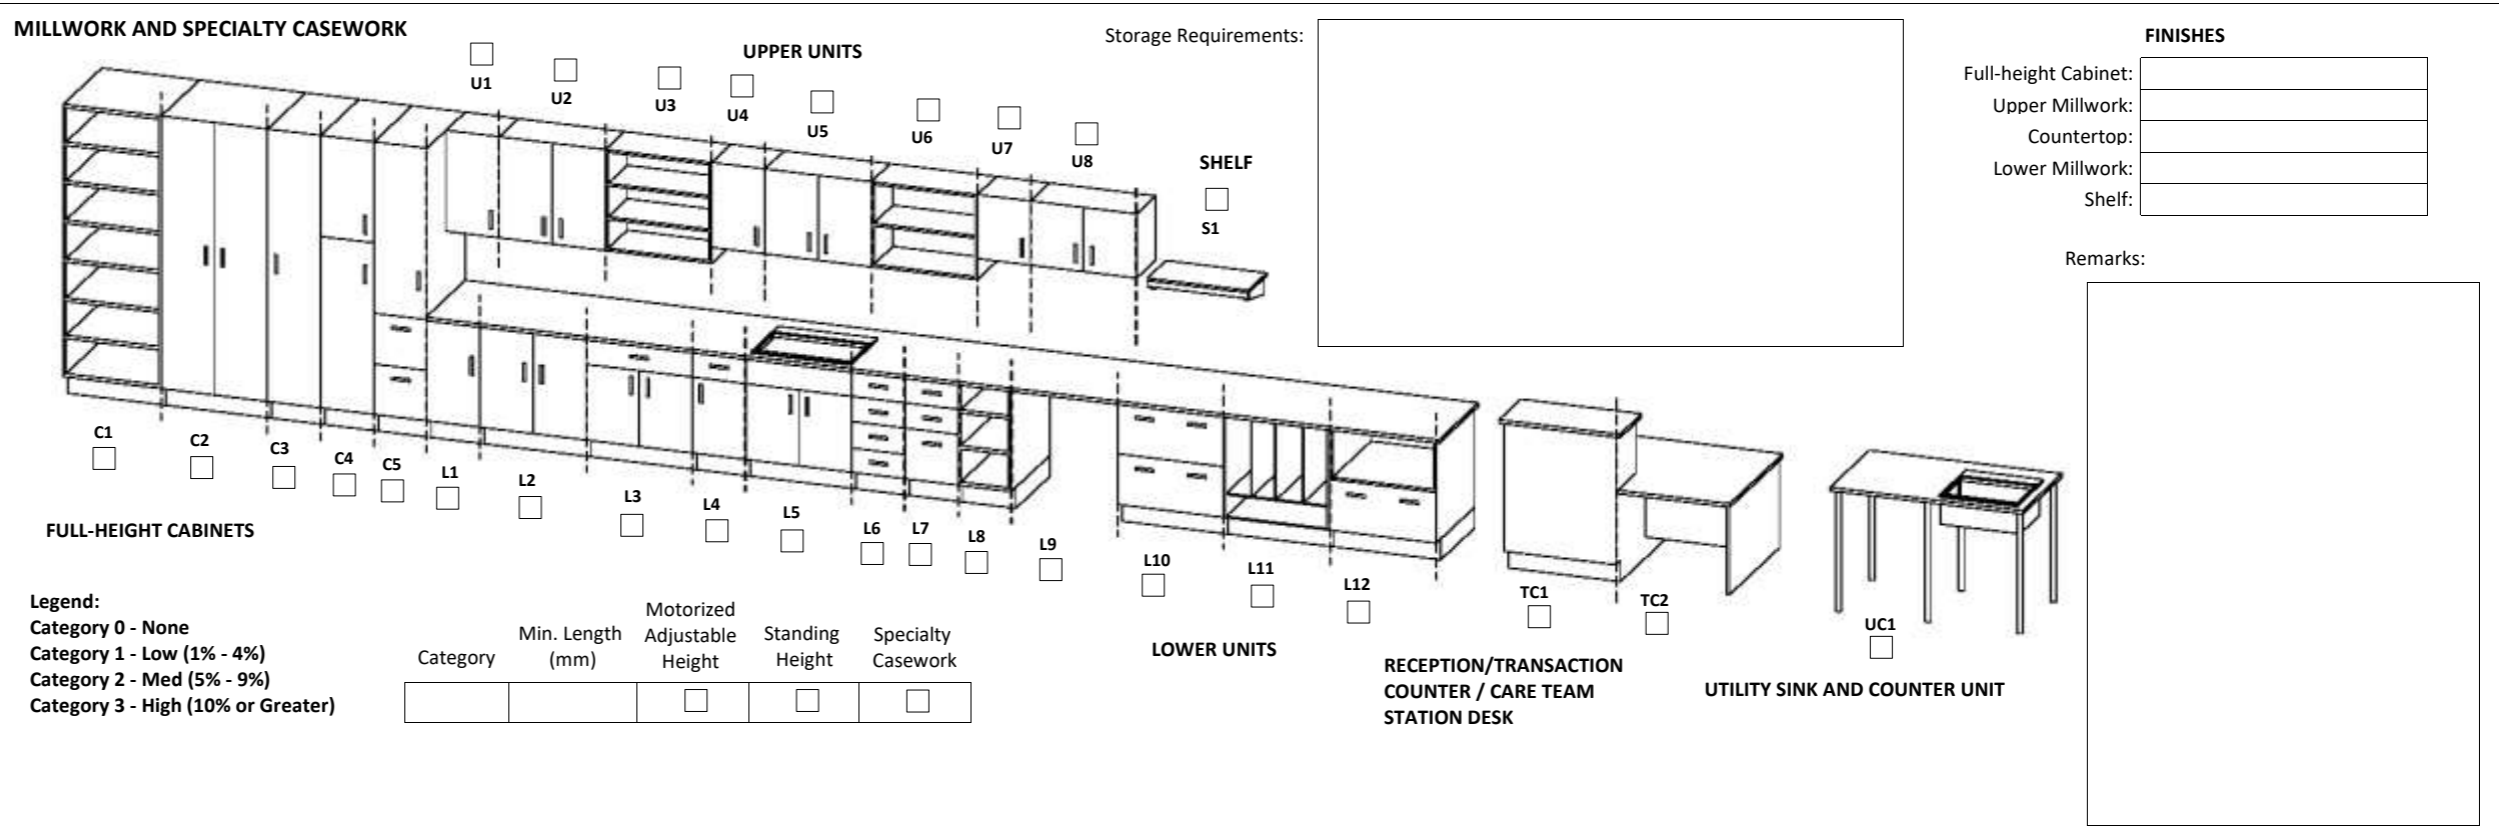 MILLWORK AND SPECIALTY CASEWORK
UPPER UNITS
U1
U2
U3
U4
U5
U6
U7
U8
SHELF
S1
Storage Requirements:
FINISHES
Full-height Cabinet:
Upper Millwork:
Countertop:
Lower Millwork:
Shelf:
Remarks:
C1
C2
C3
C4
C5
L1
L2
L3
L4
L5
L6
L7
L8
L9
L10
L11
L12
TC1
TC2
UC1
FULL-HEIGHT CABINETS
LOWER UNITS
RECEPTION/TRANSACTION
COUNTER / CARE TEAM
STATION DESK
UTILITY SINK AND COUNTER UNIT
Legend:
Category 0 - None
Category 1 - Low (1% - 4%)
Category 2 - Med (5% - 9%)
Category 3 - High (10% or Greater)
Category
Min. Length
(mm)
Motorized
Adjustable
Height
Standing
Height
Specialty
Casework